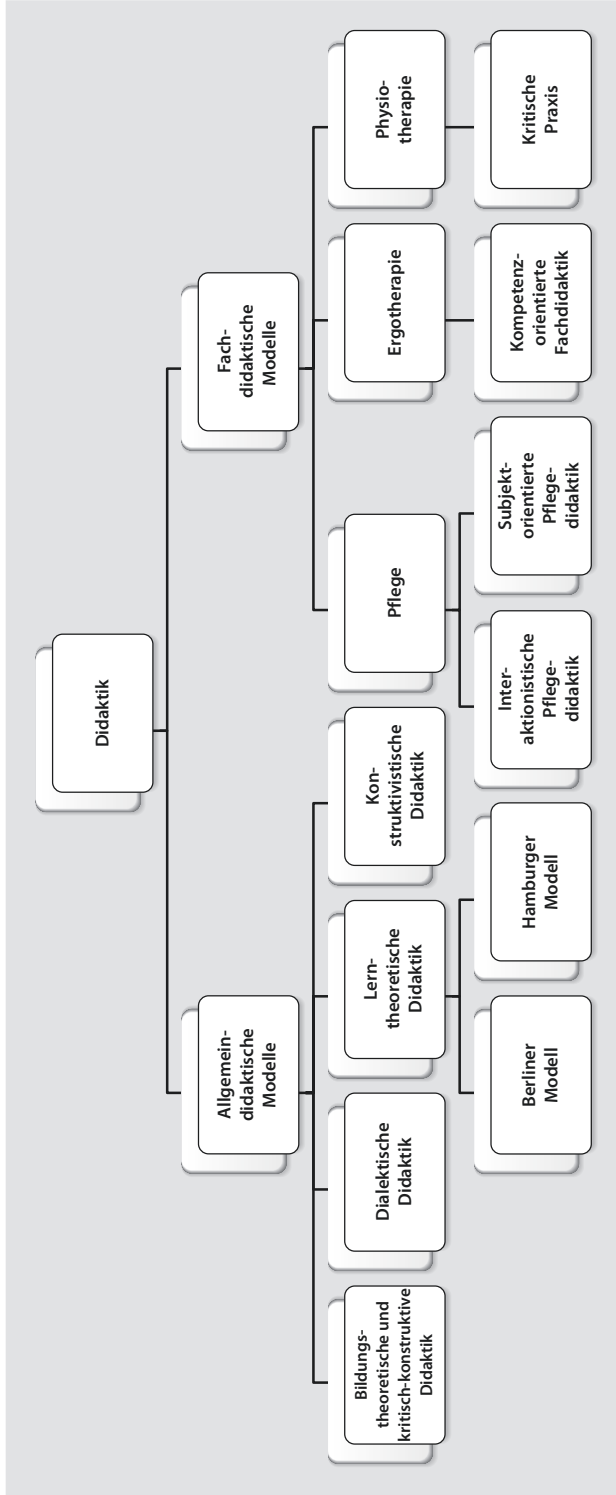 Didaktik
Allgemein-
didaktische
Modelle
Fach-
didaktische
Modelle
Bildungs-
theoretische und
kritisch-konstruktive
Didaktik
Dialektische
Didaktik
Lern-
theoretische
Didaktik
Kon-
struktivistische
Didaktik
Pflege
Ergotherapie
Physio-
therapie
Berliner
Modell
Hamburger
Modell
Inter-
aktionistische
Pflege-
didaktik
Subjekt-
orientierte
Pflege-
didaktik
Kompetenz-
orientierte
Fachdidaktik
Kritische
Praxis